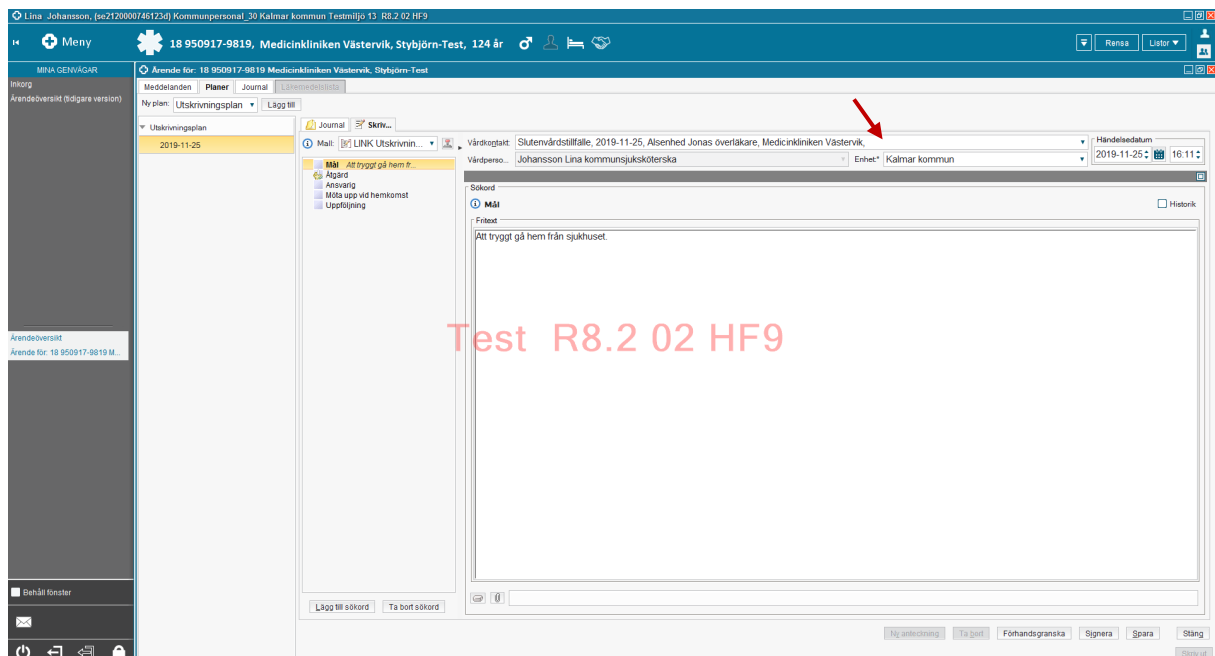 Lina Johansson, (se2120000746123d) Kommunpersonal_30 Kalmar kommun Testmiljö 13 R8.2 02 HF9
Meny
18 950917-9819, Medicinkliniken Västervik, Stybjörn-Test, 124 år
Rensa
Listor
MINA GENVÄGAR
Inkorg
Ärendeöversikt (tidigare version)
Ärendeöversikt
Ärende för: 18 950917-9819 M...
Behåll fönster
Ärende för: 18 950917-9819 Medicinkliniken Västervik, Stybjörn-Test
Meddelanden Planer Journal Läkemedelslista
Ny plan: Utskrivningsplan Lägg till
Utskrivningsplan
2019-11-25
Journal Skriv...
Mall: LINK Utskrivnin...
Mål Att tryggt gå hem fr...
Åtgärd
Ansvarig
Möta upp vid hemkomst
Uppföljning
Lägg till sökord Ta bort sökord
Vårdkontakt: Slutenvårdstillfälle, 2019-11-25, Alsenhed Jonas överläkare, Medicinkliniken Västervik,
Vårdperso... Johansson Lina kommunsjuksköterska Enhet:* Kalmar kommun
Händelsedatum
2019-11-25 16:11
Sökord
Mål
Historik
Fritext
Att tryggt gå hem från sjukhuset.
Test R8.2 02 HF9
Ny anteckning Ta bort Förhandsgranska Signera Spara Stäng
Skriv ut